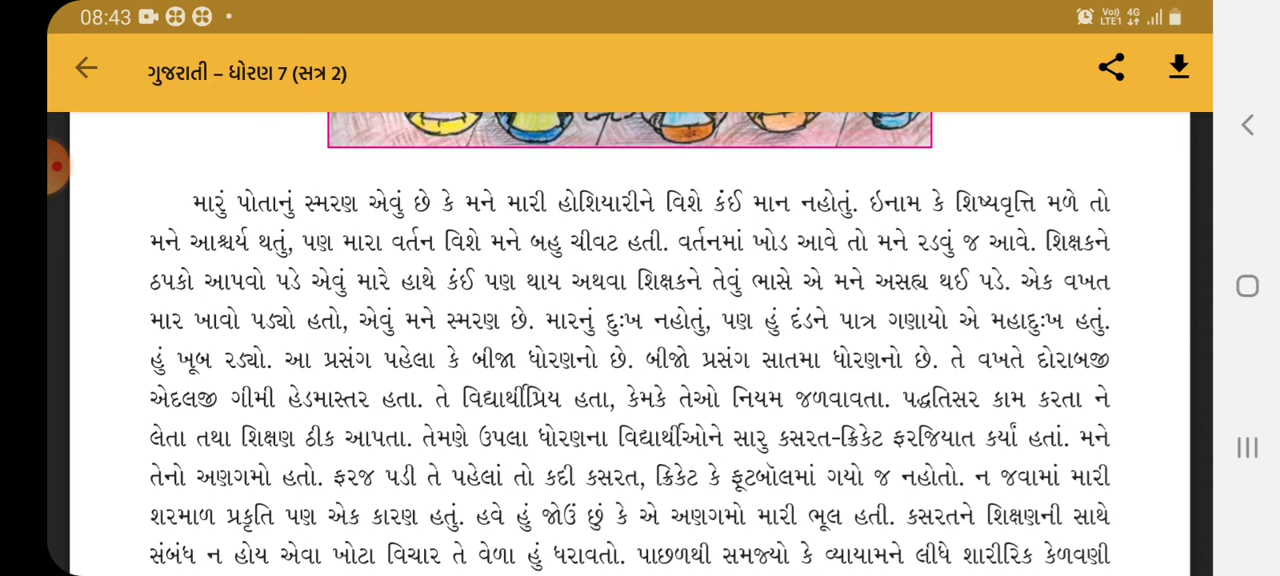 08:43
Vo) 4G
LTE1
ગુજરાતી – ધોરણ 7 (સત્ર 2)
મારું પોતાનું સ્મરણ એવું છે કે મને મારી હોશિયારીને વિશે કંઈ માન નહોતું. ઇનામ કે શિષ્યવૃત્તિ મળે તો
મને આશ્ચર્ય થતું, પણ મારા વર્તન વિશે મને બહુ ચીવટ હતી. વર્તનમાં ખોડ આવે તો મને રડવું જ આવે. શિક્ષકને
ઠપકો આપવો પડે એવું મારે હાથે કંઈ પણ થાય અથવા શિક્ષકને તેવું ભાસે એ મને અસહ્ય થઈ પડે. એક વખત
માર ખાવો પડ્યો હતો, એવું મને સ્મરણ છે. મારનું દુઃખ નહોતું, પણ હું દંડને પાત્ર ગણાયો એ મહાદુઃખ હતું.
હું ખૂબ રડ્યો. આ પ્રસંગ પહેલા કે બીજા ધોરણનો છે. બીજો પ્રસંગ સાતમા ધોરણનો છે. તે વખતે દોરાબજી
એદલજી ગીમી હેડમાસ્તર હતા. તે વિદ્યાર્થીપ્રિય હતા, કેમકે તેઓ નિયમ જળવાવતા. પદ્ધતિસર કામ કરતા ને
લેતા તથા શિક્ષણ ઠીક આપતા. તેમણે ઉપલા ધોરણના વિદ્યાર્થીઓને સારુ કસરત-ક્રિકેટ ફરજિયાત કર્યાં હતાં. મને
તેનો અણગમો હતો. ફરજ પડી તે પહેલાં તો કદી કસરત, ક્રિકેટ કે ફૂટબૉલમાં ગયો જ નહોતો. ન જવામાં મારી
શરમાળ પ્રકૃતિ પણ એક કારણ હતું. હવે હું જોઉં છું કે એ અણગમો મારી ભૂલ હતી. કસરતને શિક્ષણની સાથે
સંબંધ ન હોય એવા ખોટા વિચાર તે વેળા હું ધરાવતો. પાછળથી સમજ્યો કે વ્યાયામને લીધે શારીરિક કેળવણી